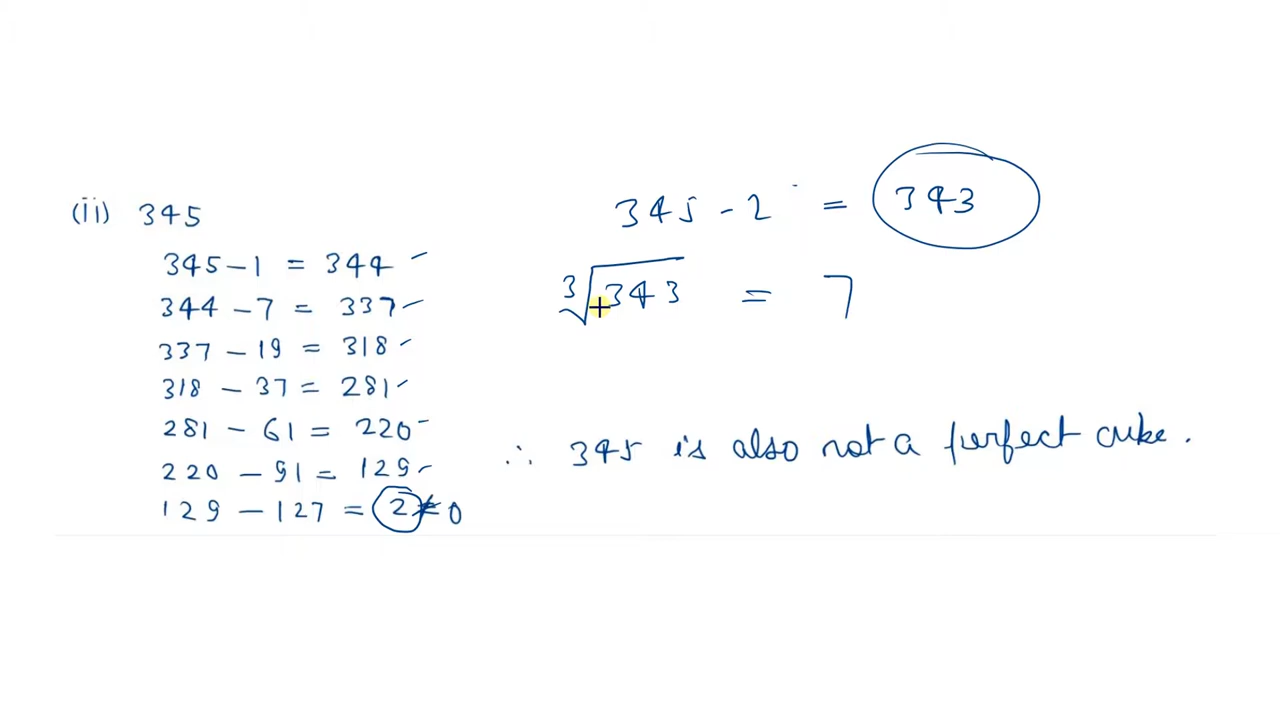 (ii) 345
345 - 1 = 344
344 - 7 = 337
337 - 19 = 318
318 - 37 = 281
281 - 61 = 220
220 - 91 = 129
129 - 127 = 2 ≠ 0
345 - 2 = 343
∛343 = 7
∴ 345 is also not a perfect cube.